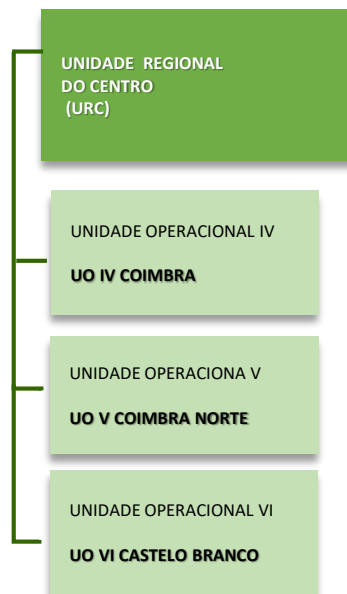 UNIDADE REGIONAL
DO CENTRO
(URC)
UNIDADE OPERACIONAL IV
UO IV COIMBRA
UNIDADE OPERACIONA V
UO V COIMBRA NORTE
UNIDADE OPERACIONAL VI
UO VI CASTELO BRANCO